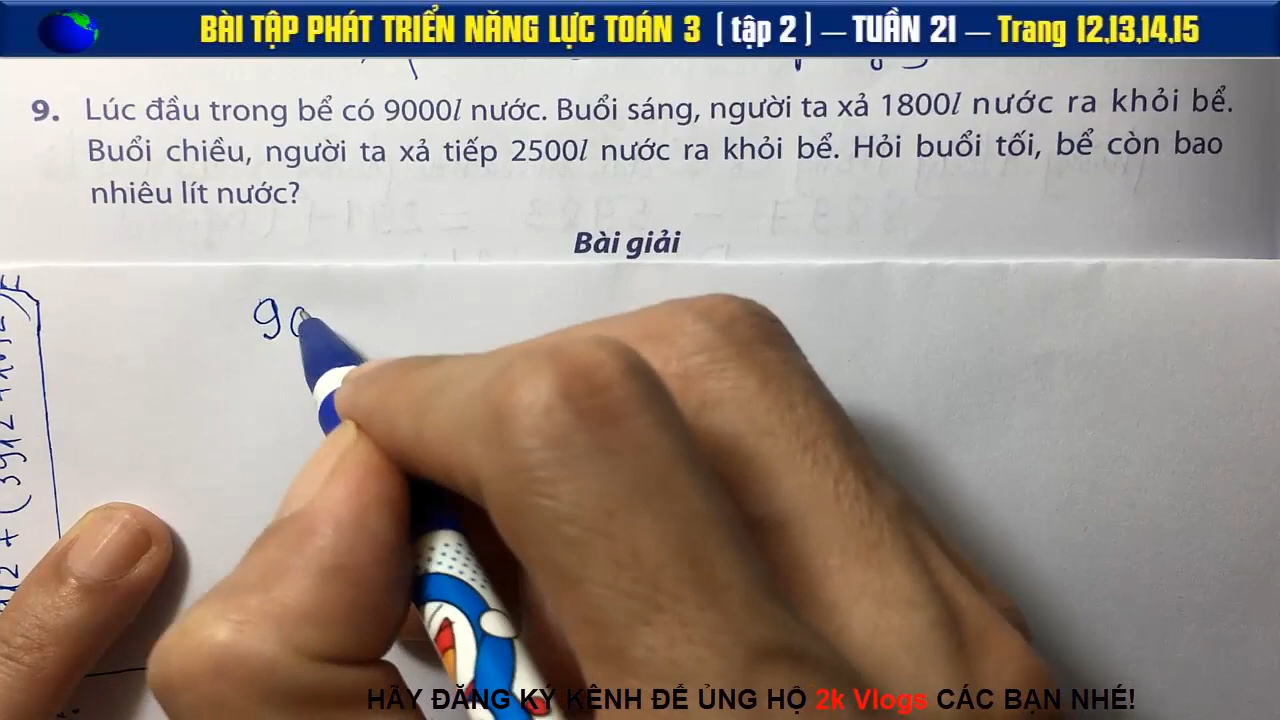 BÀI TẬP PHÁT TRIỂN NĂNG LỰC TOÁN 3 ( tập 2 ) – TUẦN 21 – Trang 12,13,14,15
9. Lúc đầu trong bể có 9000l nước. Buổi sáng, người ta xả 1800l nước ra khỏi bể.
Buổi chiều, người ta xả tiếp 2500l nước ra khỏi bể. Hỏi buổi tối, bể còn bao
nhiêu lít nước?
Bài giải
90
HÃY ĐĂNG KÝ KÊNH ĐỂ ỦNG HỘ 2k Vlogs CÁC BẠN NHÉ!